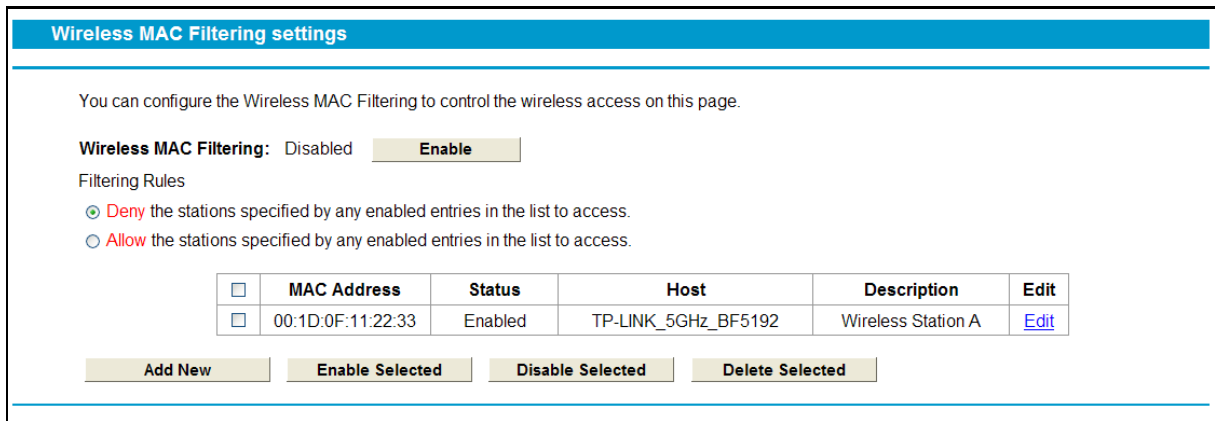 Wireless MAC Filtering settings
You can configure the Wireless MAC Filtering to control the wireless access on this page.
Wireless MAC Filtering: Disabled Enable
Filtering Rules
Deny the stations specified by any enabled entries in the list to access.
Allow the stations specified by any enabled entries in the list to access.
MAC Address Status Host Description Edit
00:1D:0F:11:22:33 Enabled TP-LINK_5GHz_BF5192 Wireless Station A Edit
Add New Enable Selected Disable Selected Delete Selected